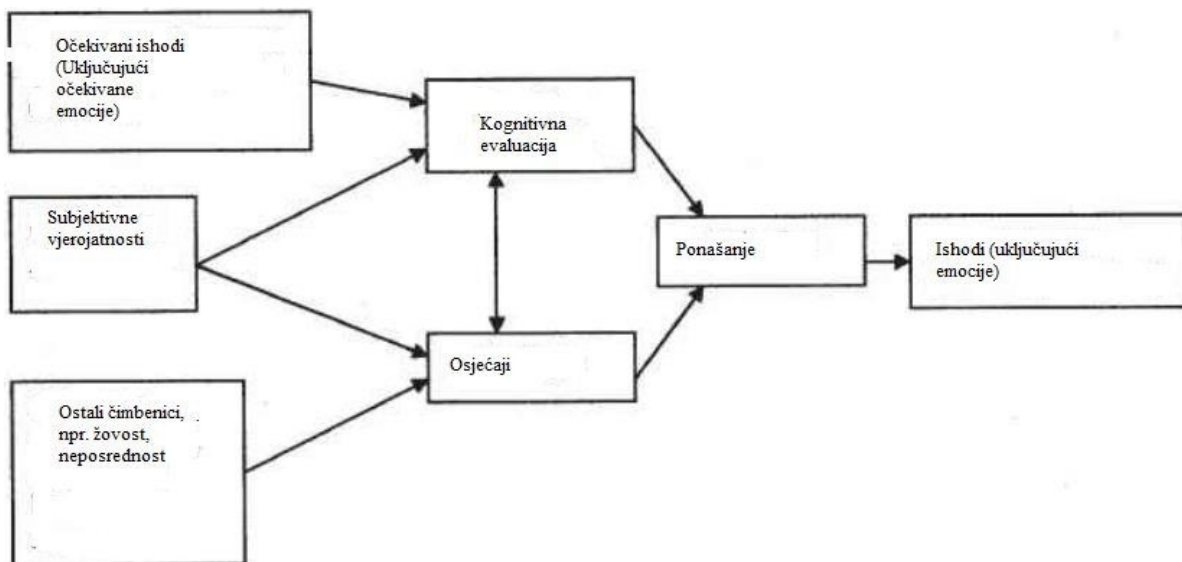 Očekivani ishodi
(Uključujući
očekivane
emocije)
Kognitivna
evaluacija
Subjektivne
vjerojatnosti
Ponašanje
Ishodi (uključujući
emocije)
Osjećaji
Ostali čimbenici,
npr. žovost,
neposrednost